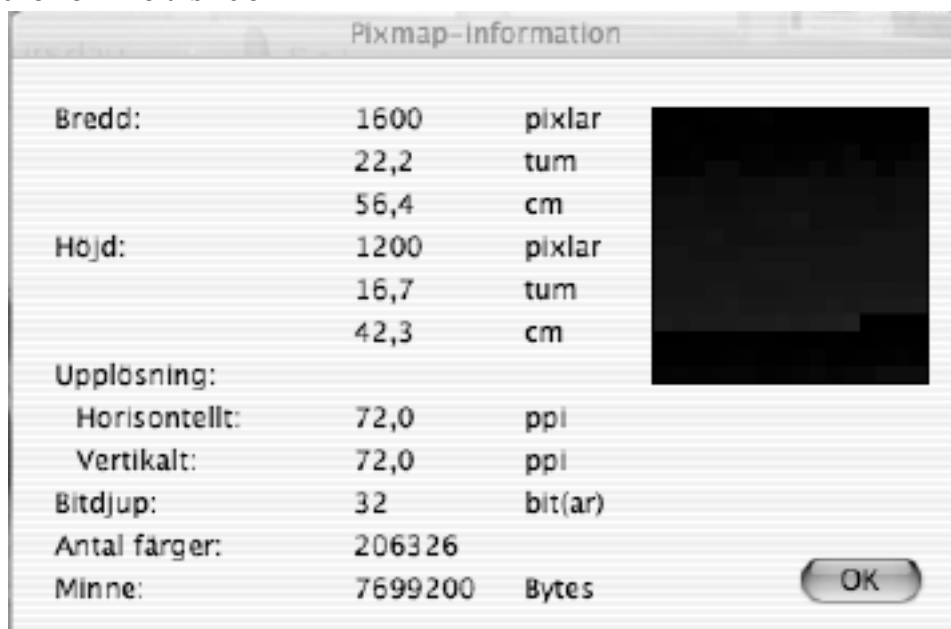 Pixmap-Information
Bredd: 1600 pixlar
22,2 tum
56,4 cm
Höjd: 1200 pixlar
16,7 tum
42,3 cm
Upplösning:
Horisontellt: 72,0 ppi
Vertikalt: 72,0 ppi
Bitdjup: 32 bit(ar)
Antal färger: 206326
Minne: 7699200 Bytes
OK